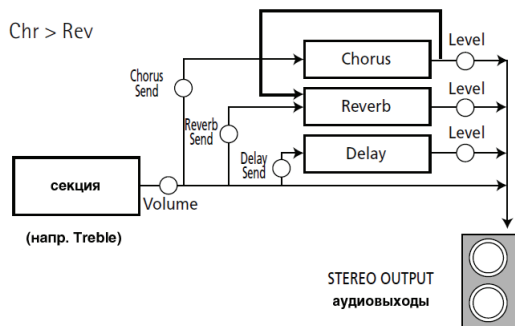 Chr > Rev
Chorus
Send
Reverb
Send
Delay
Send
Chorus
Level
Reverb
Level
Delay
Level
секция
Volume
(напр. Treble)
STEREO OUTPUT
аудиовыходы